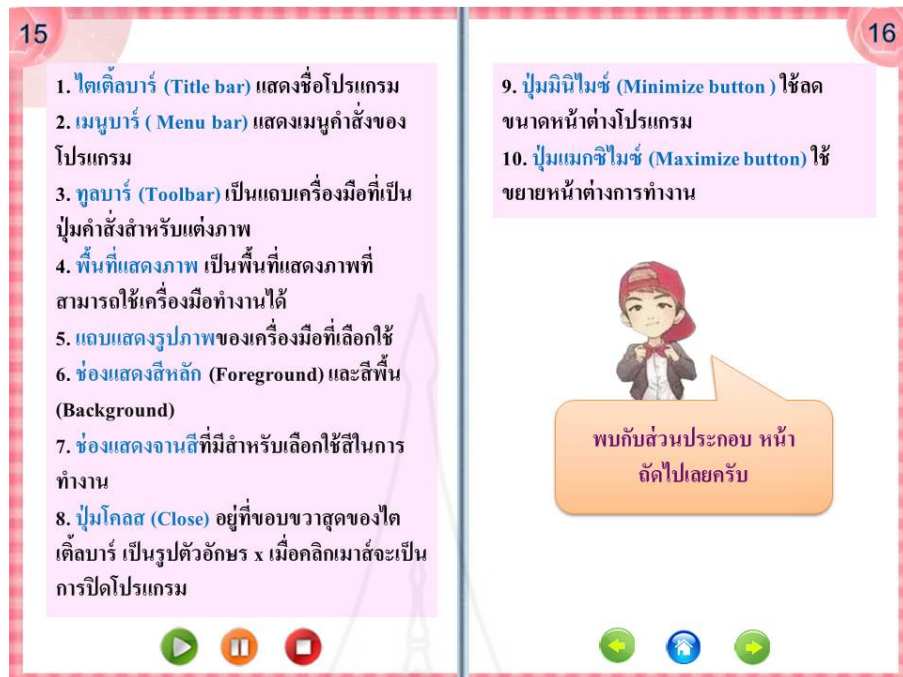 15
1. ไตเติ้ลบาร์ (Title bar) แสดงชื่อโปรแกรม
2. เมนูบาร์ ( Menu bar) แสดงเมนูคำสั่งของ
โปรแกรม
3. ทูลบาร์ (Toolbar) เป็นแถบเครื่องมือที่เป็น
ปุ่มคำสั่งสำหรับแต่งภาพ
4. พื้นที่แสดงภาพ เป็นพื้นที่แสดงภาพที่
สามารถใช้เครื่องมือทำงานได้
5. แถบแสดงรูปภาพของเครื่องมือที่เลือกใช้
6. ช่องแสดงสีหลัก (Foreground) และสีพื้น
(Background)
7. ช่องแสดงจานสีที่มีสำหรับเลือกใช้สีในการ
ทำงาน
8. ปุ่มโคลส (Close) อยู่ที่ขอบขวาสุดของไต
เติ้ลบาร์ เป็นรูปตัวอักษร x เมื่อคลิกเมาส์จะเป็น
การปิดโปรแกรม
16
9. ปุ่มมินิไมซ์ (Minimize button ) ใช้ลด
ขนาดหน้าต่างโปรแกรม
10. ปุ่มแมกซิไมซ์ (Maximize button) ใช้
ขยายหน้าต่างการทำงาน
พบกับส่วนประกอบ หน้า
ถัดไปเลยครับ